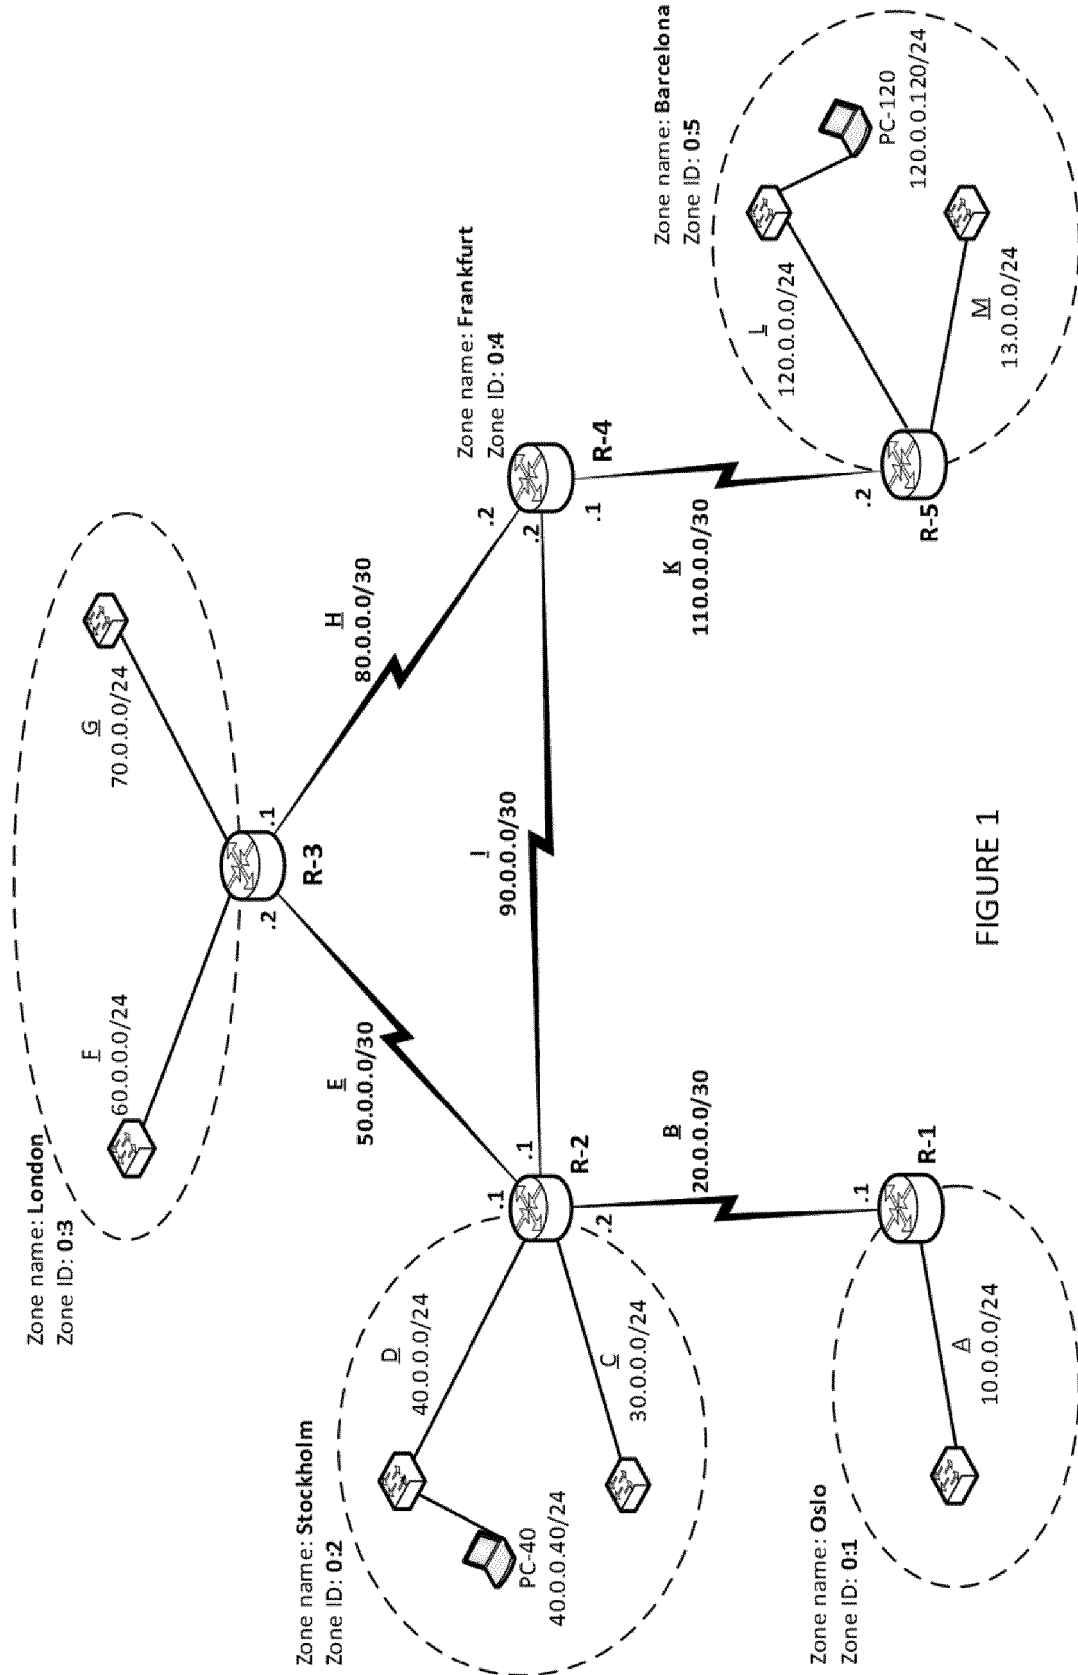 Zone name: London
Zone ID: 0:3
F
60.0.0.0/24
G
70.0.0.0/24
.2
.1
R-3
E
50.0.0.0/30
H
80.0.0.0/30
Zone name: Stockholm
Zone ID: 0:2
D
40.0.0.0/24
PC-40
40.0.0.40/24
C
30.0.0.0/24
.1
.1
.2
R-2
I
90.0.0.0/30
Zone name: Frankfurt
Zone ID: 0:4
.2
.2
.1
R-4
B
20.0.0.0/30
K
110.0.0.0/30
Zone name: Oslo
Zone ID: 0:1
A
10.0.0.0/24
.1
R-1
Zone name: Barcelona
Zone ID: 0:5
L
120.0.0.0/24
PC-120
120.0.0.120/24
M
13.0.0.0/24
.2
R-5
FIGURE 1